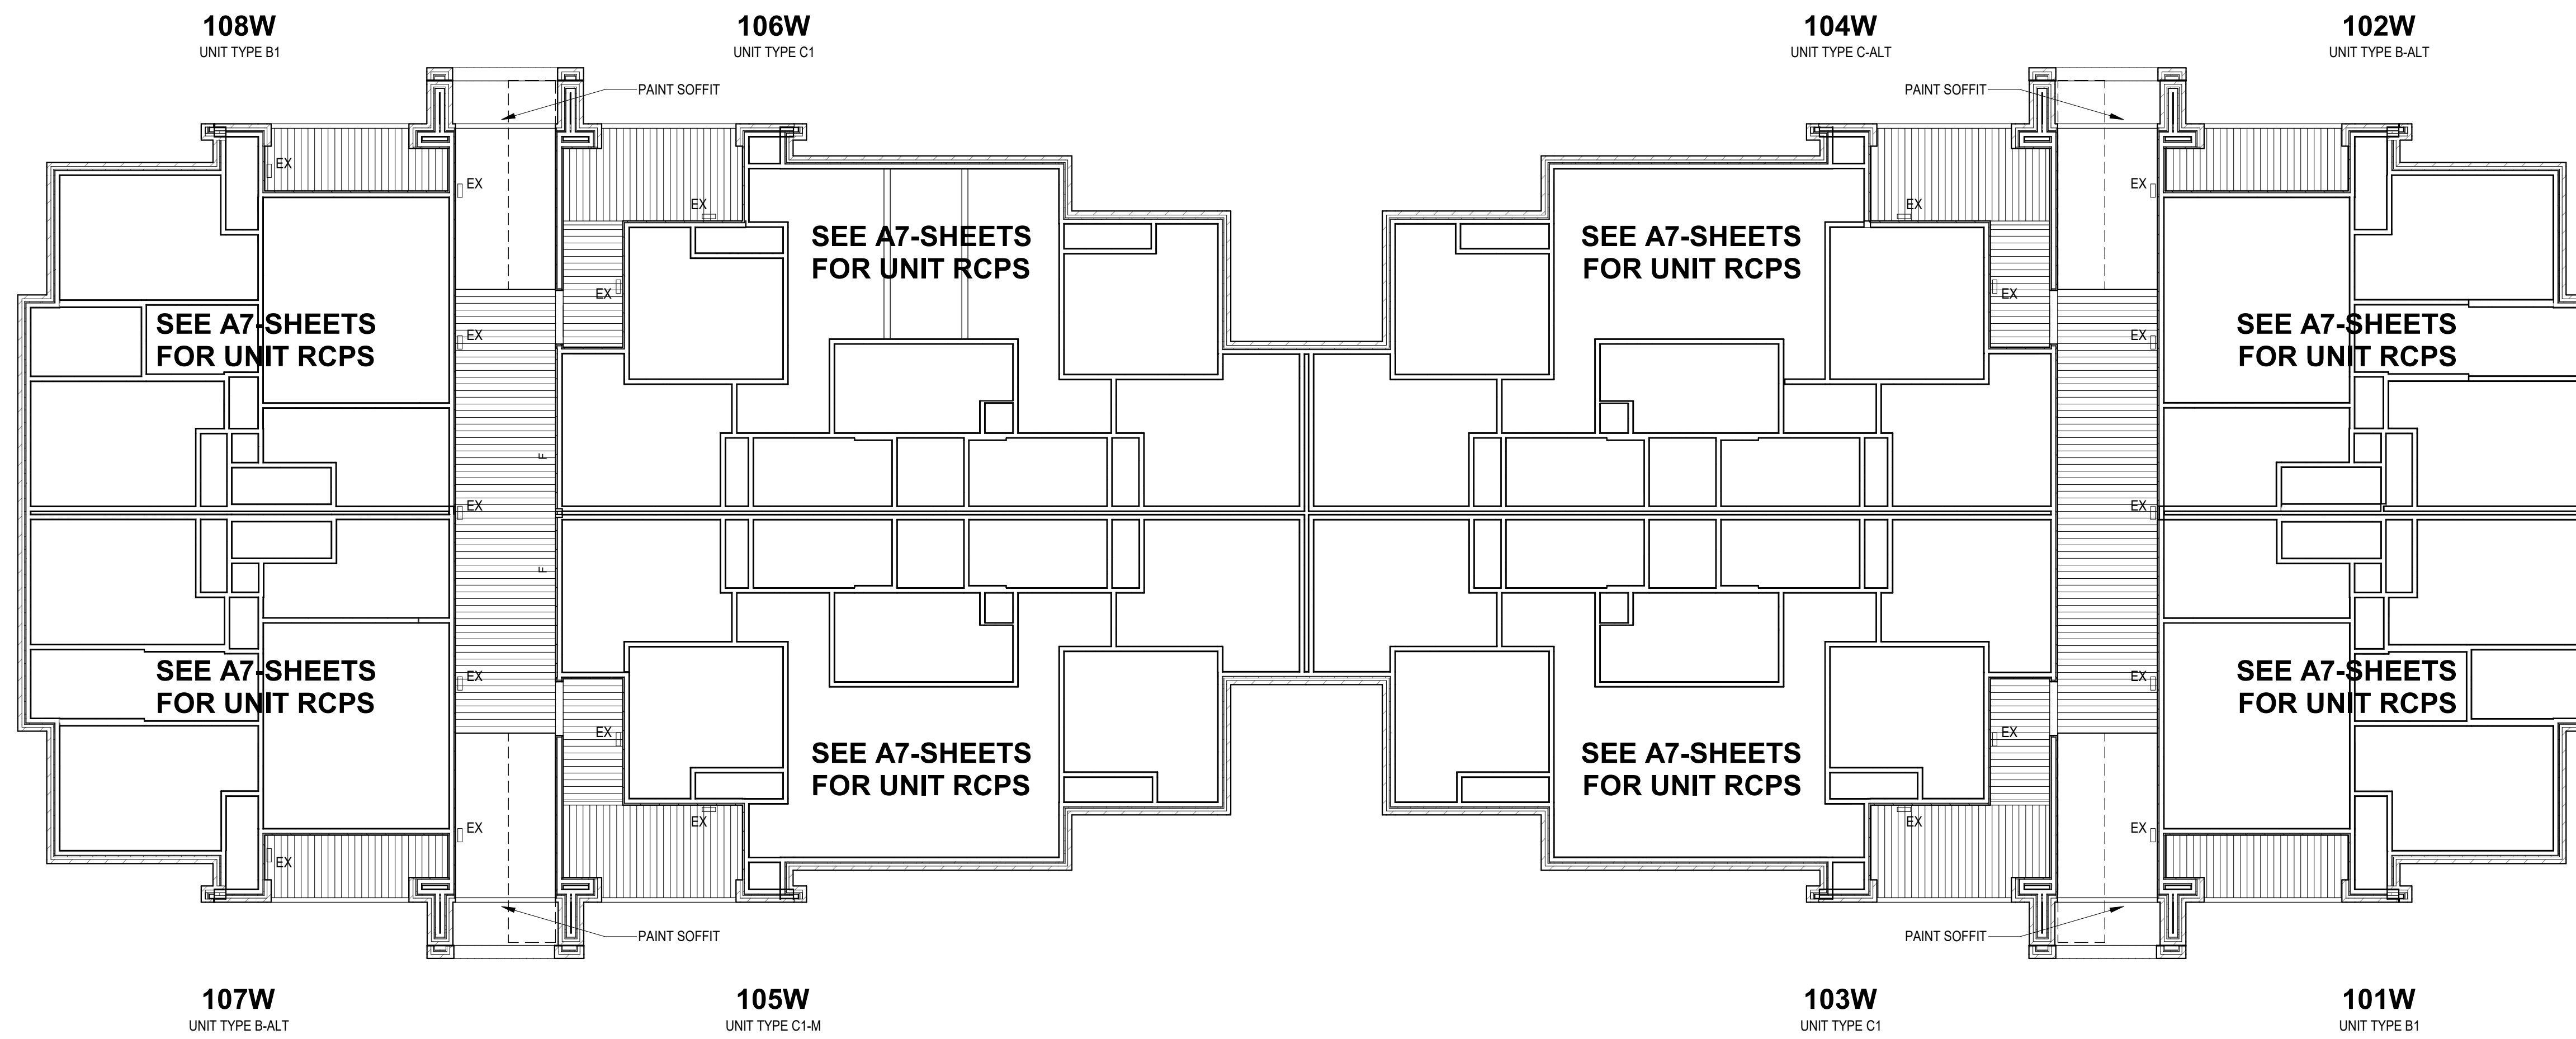 108W
UNIT TYPE B1
106W
UNIT TYPE C1
104W
UNIT TYPE C-ALT
102W
UNIT TYPE B-ALT
PAINT SOFFIT
PAINT SOFFIT
EX
EX
EX
EX
EX
SEE A7-SHEETS
FOR UNIT RCPS
SEE A7-SHEETS
FOR UNIT RCPS
EX
EX
SEE A7-SHEETS
FOR UNIT RCPS
SEE A7-SHEETS
FOR UNIT RCPS
EX
EX
F
EX
EX
F
EX
EX
SEE A7-SHEETS
FOR UNIT RCPS
SEE A7-SHEETS
FOR UNIT RCPS
EX
EX
SEE A7-SHEETS
FOR UNIT RCPS
SEE A7-SHEETS
FOR UNIT RCPS
EX
EX
EX
EX
EX
PAINT SOFFIT
PAINT SOFFIT
107W
UNIT TYPE B-ALT
105W
UNIT TYPE C1-M
103W
UNIT TYPE C1
101W
UNIT TYPE B1